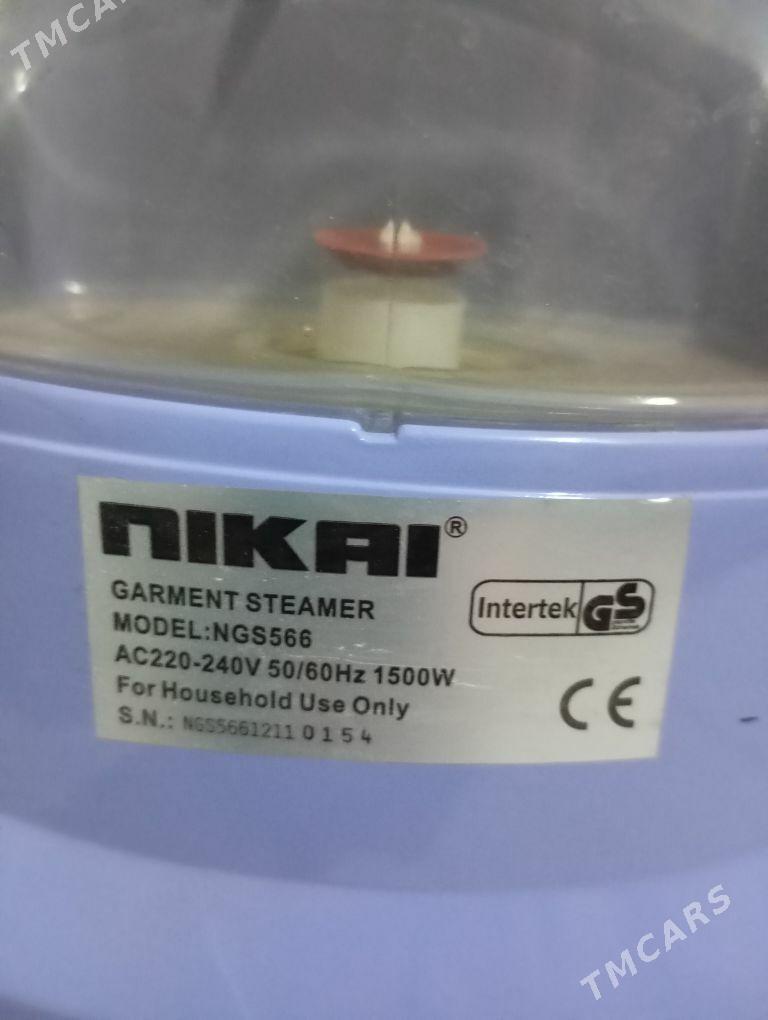 TMCARS
NIKAI®
GARMENT STEAMER
MODEL:NGS566
AC220-240V 50/60Hz 1500W
For Household Use Only
S.N.: NGS5661211 0 1 5 4
Intertek GS
CE
TMCARS